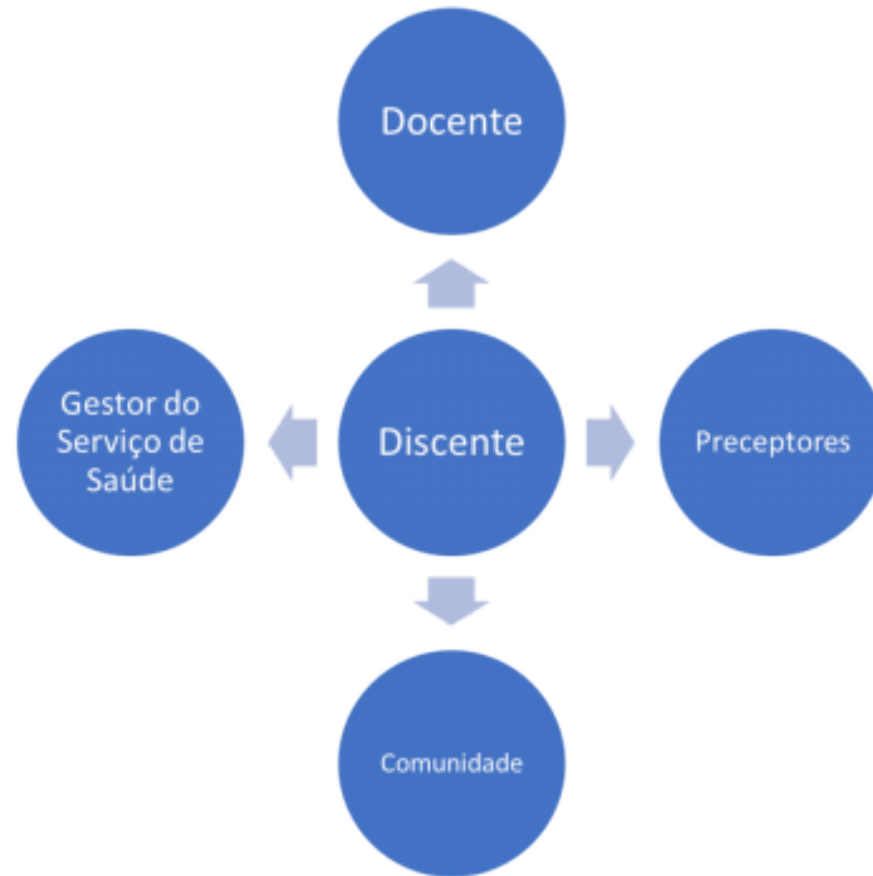 Docente
Gestor do
Serviço de
Saúde
Discente
Preceptores
Comunidade